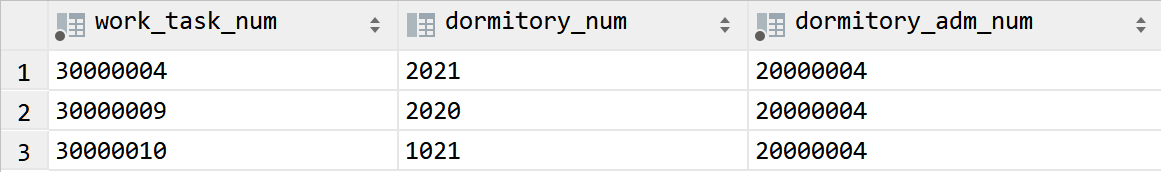 work_task_num dormitory_num dormitory_adm_num
1 30000004 2021 20000004
2 30000009 2020 20000004
3 30000010 1021 20000004